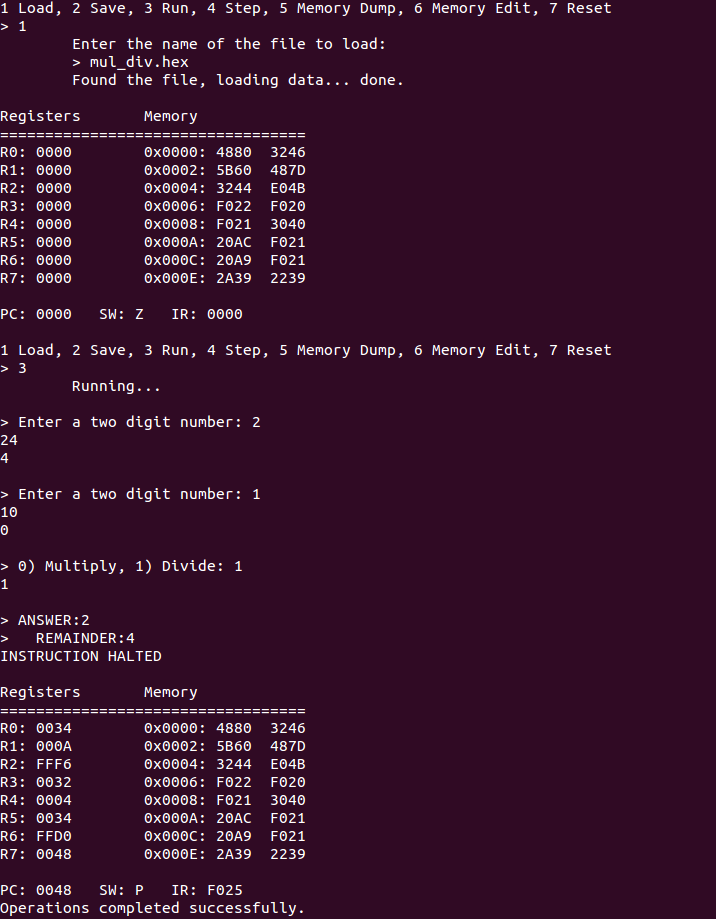 1 Load, 2 Save, 3 Run, 4 Step, 5 Memory Dump, 6 Memory Edit, 7 Reset
> 1
        Enter the name of the file to load:
        > mul_div.hex
        Found the file, loading data... done.

Registers       Memory
==================================
R0: 0000        0x0000: 4880  3246
R1: 0000        0x0002: 5B60  487D
R2: 0000        0x0004: 3244  E04B
R3: 0000        0x0006: F022  F020
R4: 0000        0x0008: F021  3040
R5: 0000        0x000A: 20AC  F021
R6: 0000        0x000C: 20A9  F021
R7: 0000        0x000E: 2A39  2239

PC: 0000   SW: Z   IR: 0000

1 Load, 2 Save, 3 Run, 4 Step, 5 Memory Dump, 6 Memory Edit, 7 Reset
> 3
        Running...

> Enter a two digit number: 2
24
4

> Enter a two digit number: 1
10
0

> 0) Multiply, 1) Divide: 1
1

> ANSWER:2
>   REMAINDER:4
INSTRUCTION HALTED

Registers       Memory
==================================
R0: 0034        0x0000: 4880  3246
R1: 000A        0x0002: 5B60  487D
R2: FFF6        0x0004: 3244  E04B
R3: 0032        0x0006: F022  F020
R4: 0004        0x0008: F021  3040
R5: 0034        0x000A: 20AC  F021
R6: FFD0        0x000C: 20A9  F021
R7: 0048        0x000E: 2A39  2239

PC: 0048   SW: P   IR: F025
Operations completed successfully.